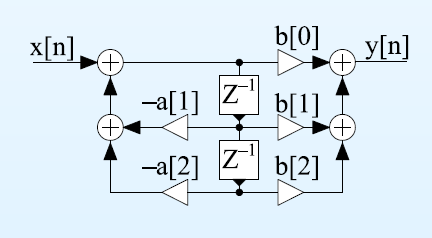 x[n] b[0] y[n]
Z⁻¹
–a[1] b[1]
Z⁻¹
–a[2] b[2]